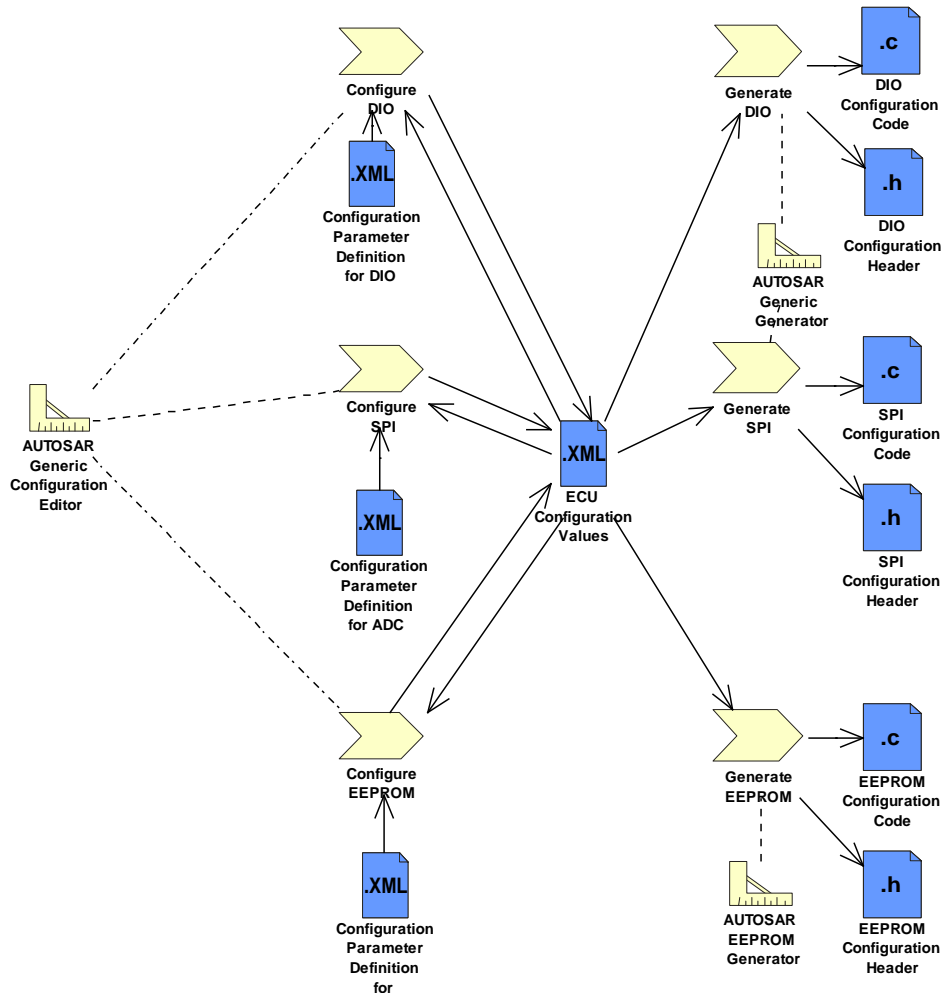 Configure
DIO
.XML
Configuration
Parameter
Definition
for DIO
Generate
DIO
.c
DIO
Configuration
Code
.h
DIO
Configuration
Header
AUTOSAR
Generic
Generator
AUTOSAR
Generic
Configuration
Editor
Configure
SPI
.XML
Configuration
Parameter
Definition
for ADC
.XML
ECU
Configuration
Values
Generate
SPI
.c
SPI
Configuration
Code
.h
SPI
Configuration
Header
Configure
EEPROM
.XML
Configuration
Parameter
Definition
for
Generate
EEPROM
.c
EEPROM
Configuration
Code
AUTOSAR
EEPROM
Generator
.h
EEPROM
Configuration
Header